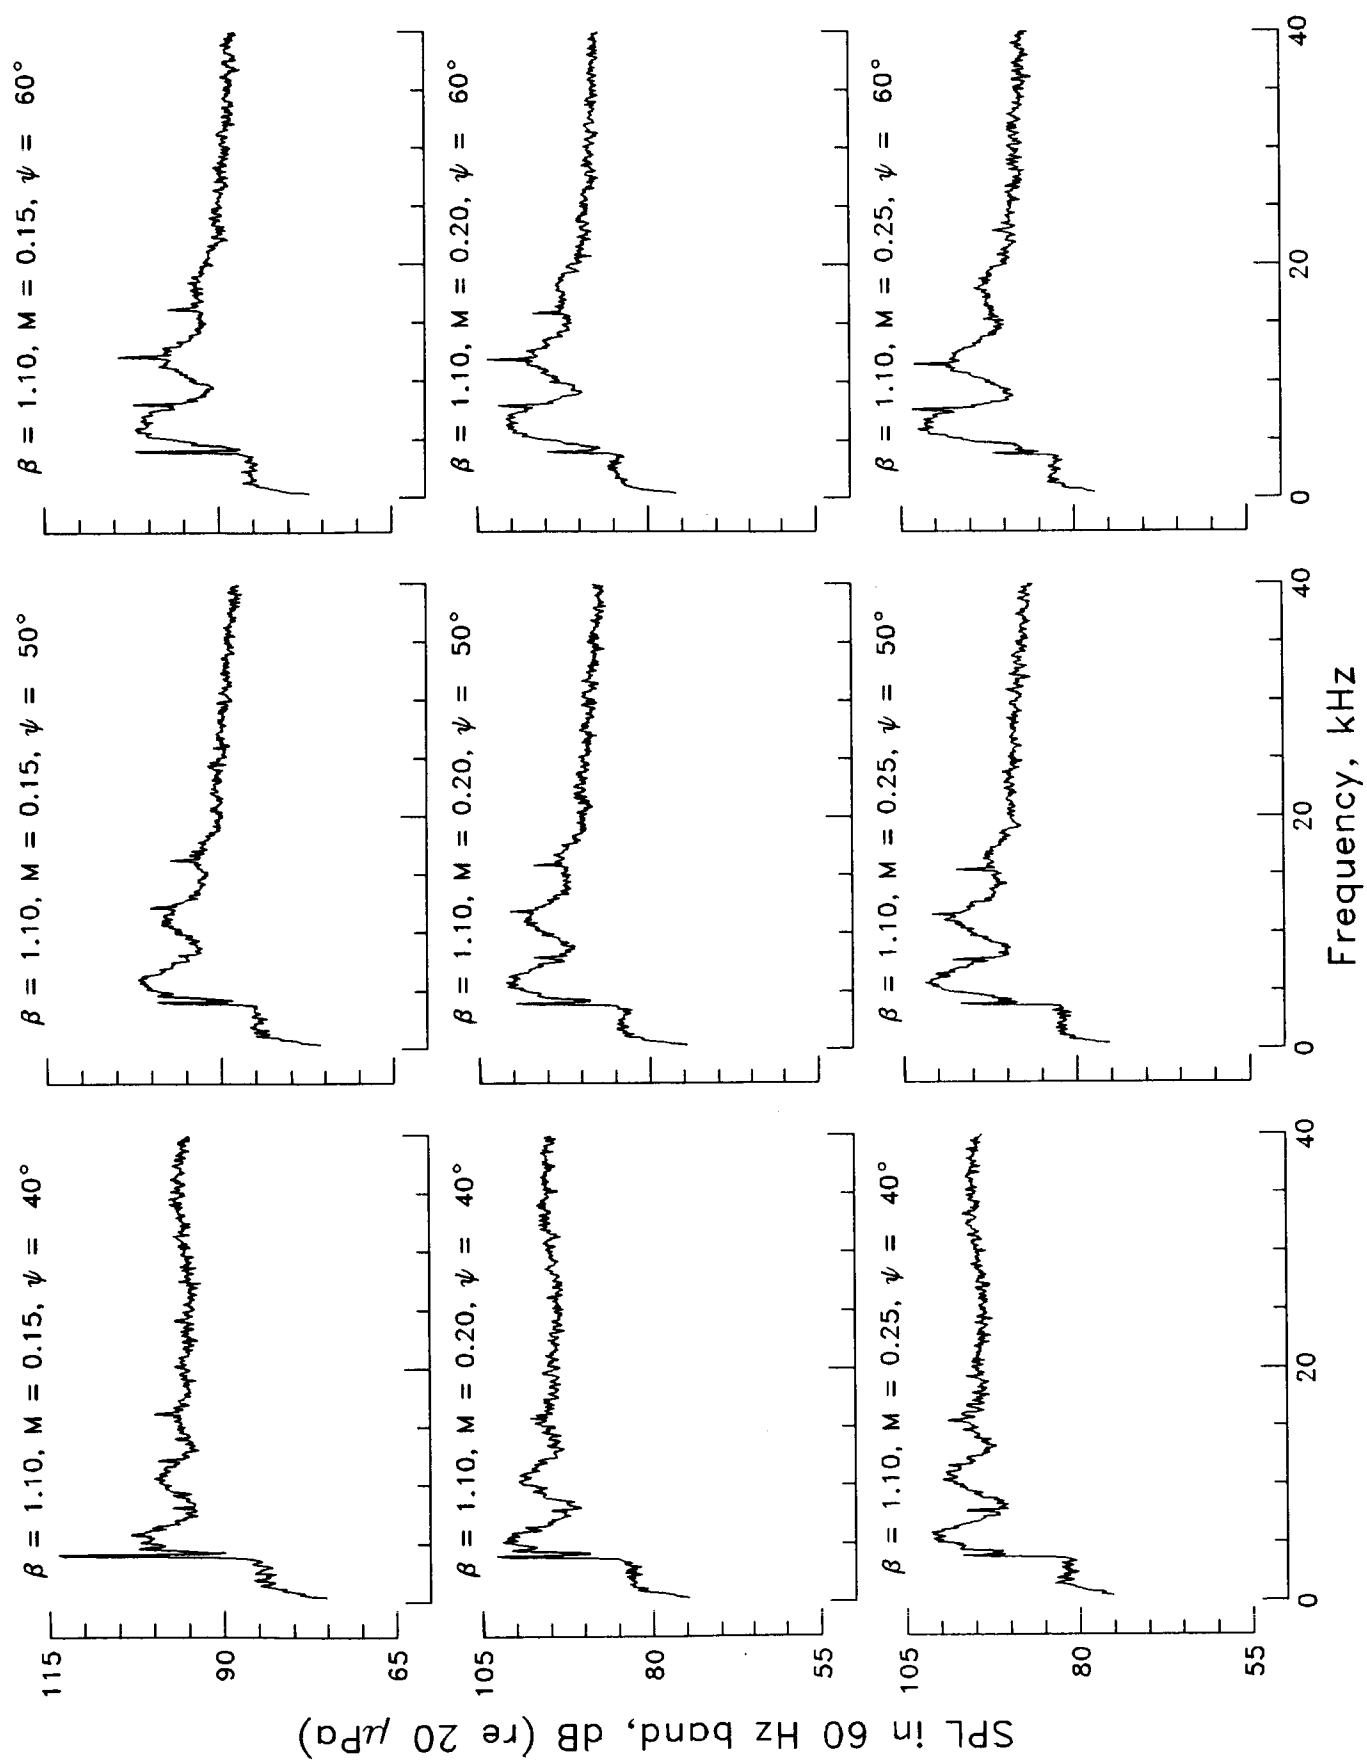 β = 1.10, M = 0.15, ψ = 40°
β = 1.10, M = 0.15, ψ = 50°
β = 1.10, M = 0.15, ψ = 60°
115
90
65
β = 1.10, M = 0.20, ψ = 40°
β = 1.10, M = 0.20, ψ = 50°
β = 1.10, M = 0.20, ψ = 60°
105
80
55
β = 1.10, M = 0.25, ψ = 40°
β = 1.10, M = 0.25, ψ = 50°
β = 1.10, M = 0.25, ψ = 60°
105
80
55
0 20 40
0 20 40
0 20 40
SPL in 60 Hz band, dB (re 20 μPa)
Frequency, kHz